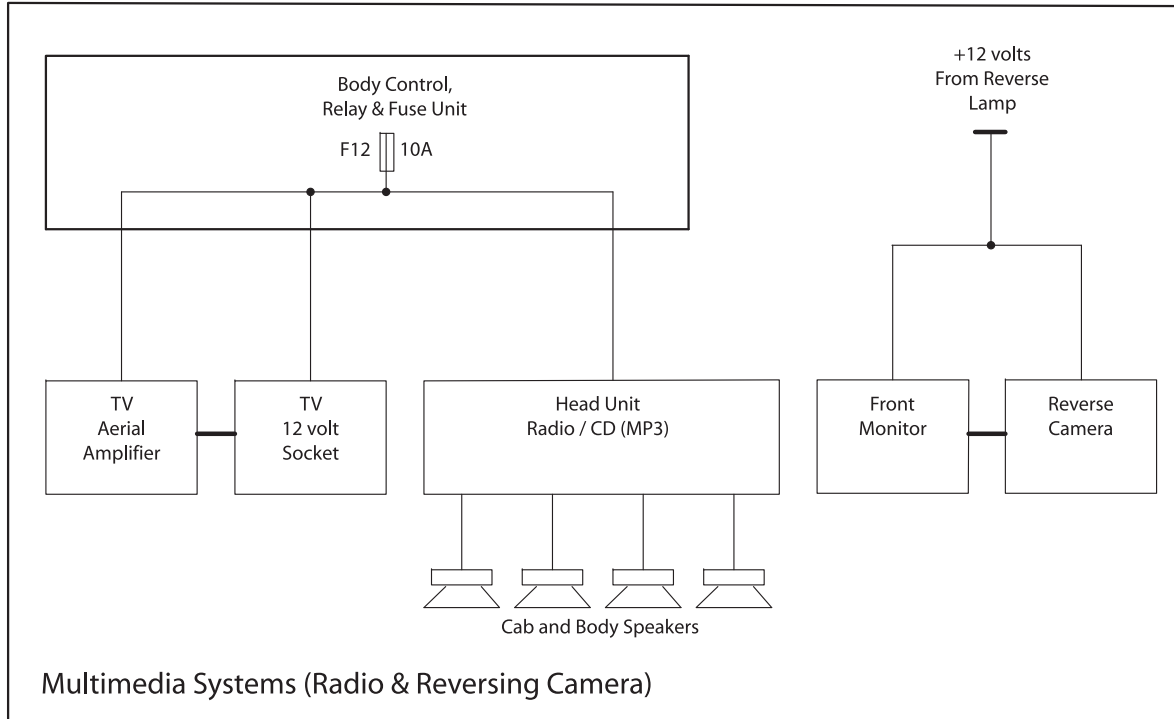 Body Control,
Relay & Fuse Unit
F12 10A
+12 volts
From Reverse
Lamp
TV
Aerial
Amplifier
TV
12 volt
Socket
Head Unit
Radio / CD (MP3)
Front
Monitor
Reverse
Camera
Cab and Body Speakers
Multimedia Systems (Radio & Reversing Camera)